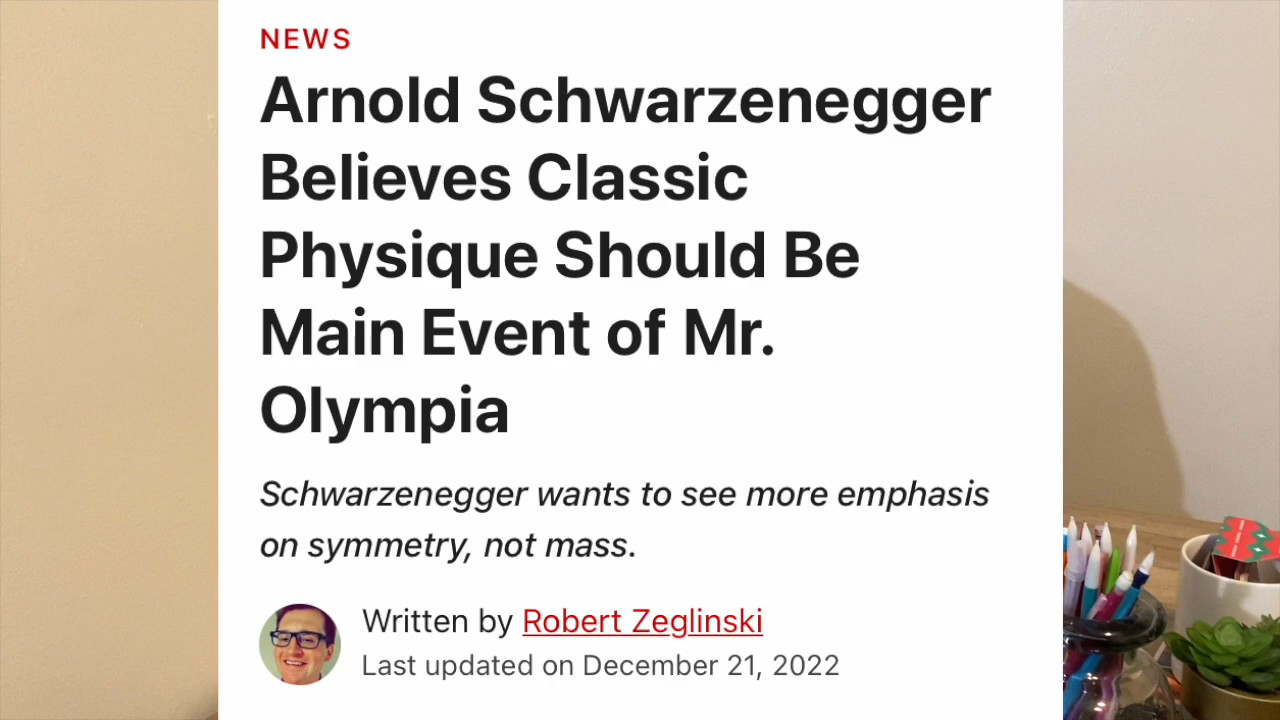 NEWS
Arnold Schwarzenegger
Believes Classic
Physique Should Be
Main Event of Mr.
Olympia
Schwarzenegger wants to see more emphasis
on symmetry, not mass.
Written by Robert Zeglinski
Last updated on December 21, 2022